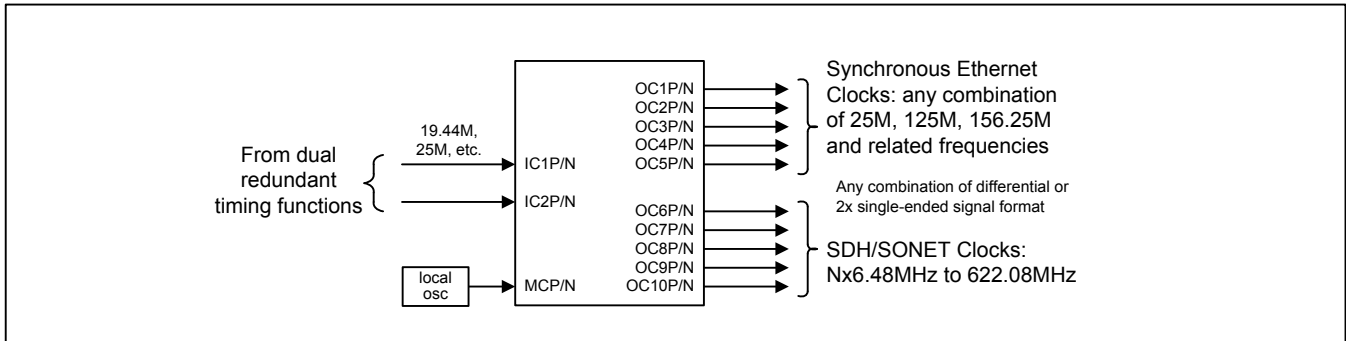 From dual
redundant
timing functions
19.44M,
25M, etc.
local
osc
IC1P/N
IC2P/N
MCP/N
OC1P/N
OC2P/N
OC3P/N
OC4P/N
OC5P/N
OC6P/N
OC7P/N
OC8P/N
OC9P/N
OC10P/N
Synchronous Ethernet
Clocks: any combination
of 25M, 125M, 156.25M
and related frequencies
Any combination of differential or
2x single-ended signal format
SDH/SONET Clocks:
Nx6.48MHz to 622.08MHz